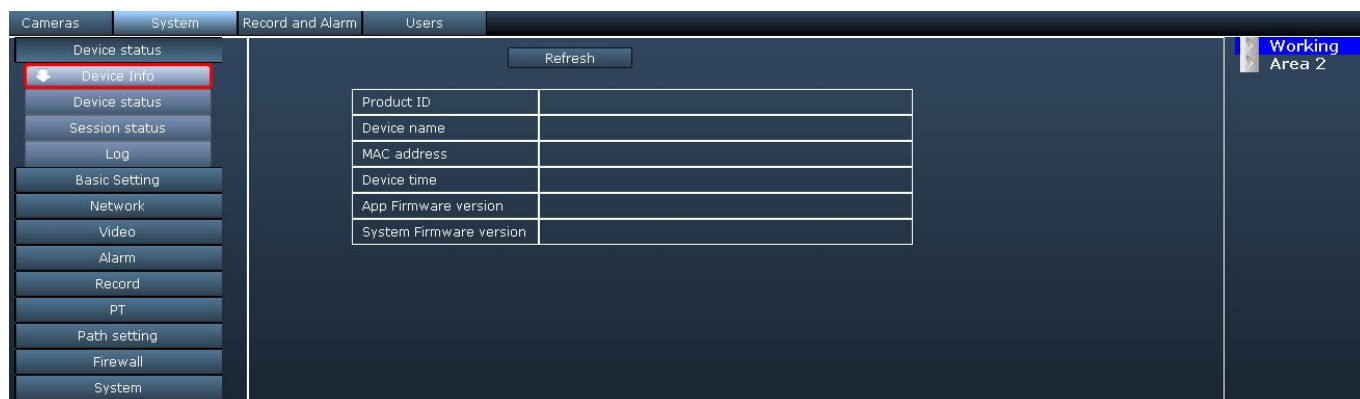 Cameras System Record and Alarm Users
Device status
Device Info
Device status
Session status
Log
Basic Setting
Network
Video
Alarm
Record
PT
Path setting
Firewall
System
Refresh
Product ID
Device name
MAC address
Device time
App Firmware version
System Firmware version
Working
Area 2